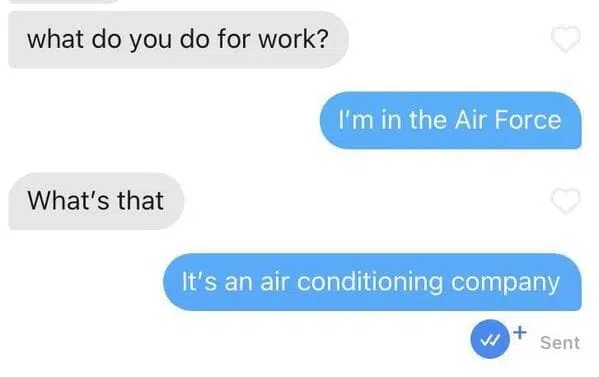 what do you do for work?
I'm in the Air Force
What's that
It's an air conditioning company
Sent